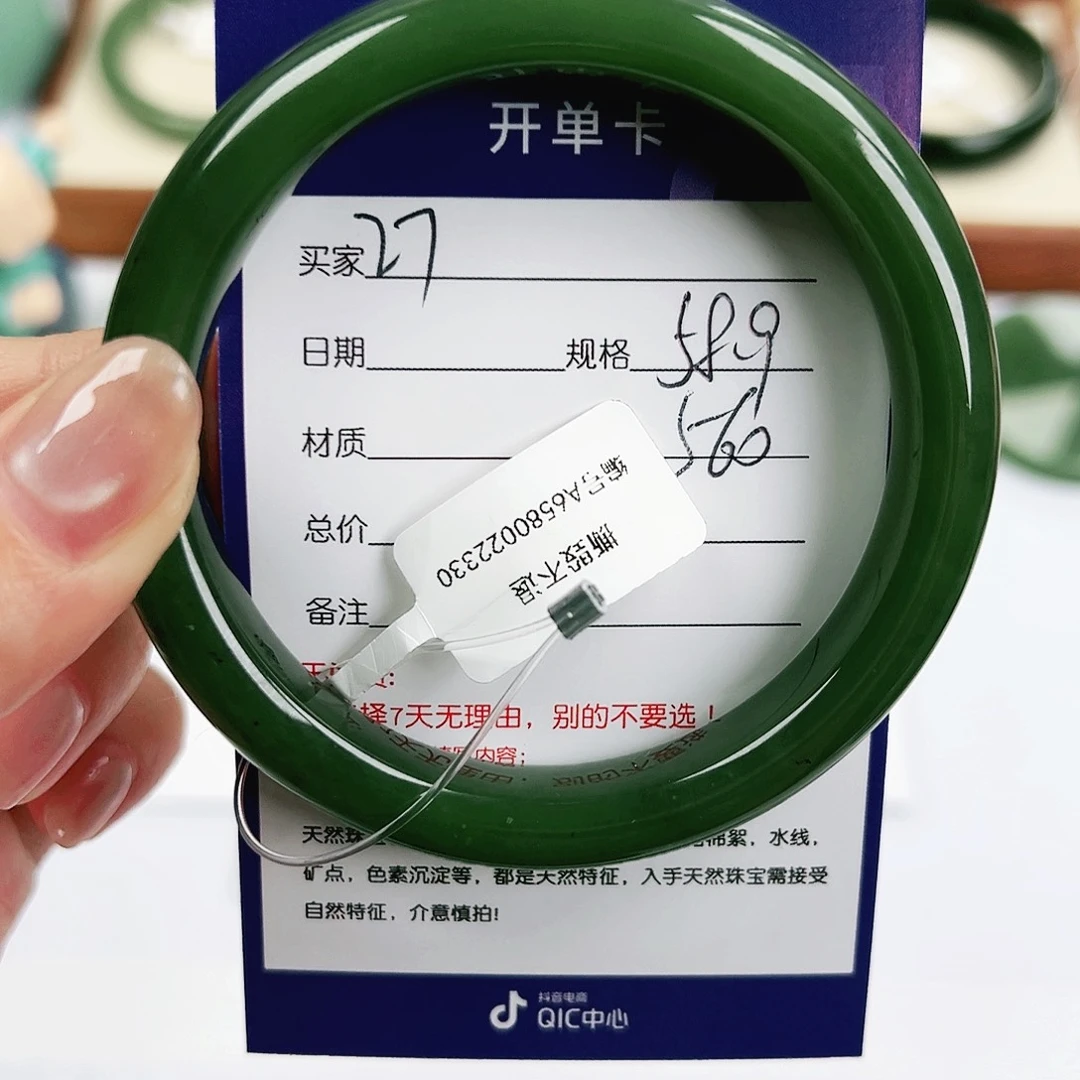 开单卡
买家 27
日期 规格 58.9
材质 560
总价
编号A6580022330
撕毁不退
备注
择7天无理由，别的不要选！
内容；
天然珠 棉絮，水线，
矿点，色素沉淀等，都是天然特征，入手天然珠宝需接受
自然特征，介意慎拍!
抖音电商
QIC中心